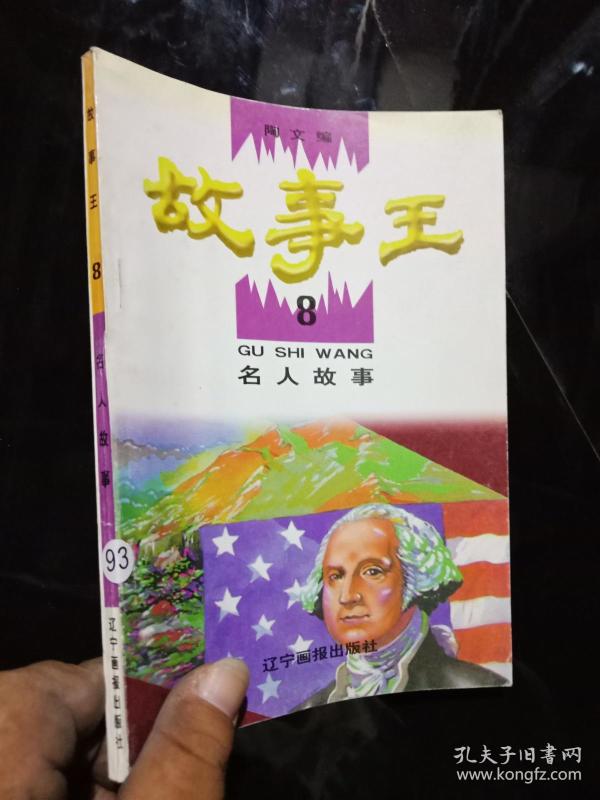 陶文编
故事王
8
GU SHI WANG
名人故事
辽宁画报出版社
故事王
8
名人故事
93
辽宁画报出版社
孔夫子旧书网
www.kongfz.com